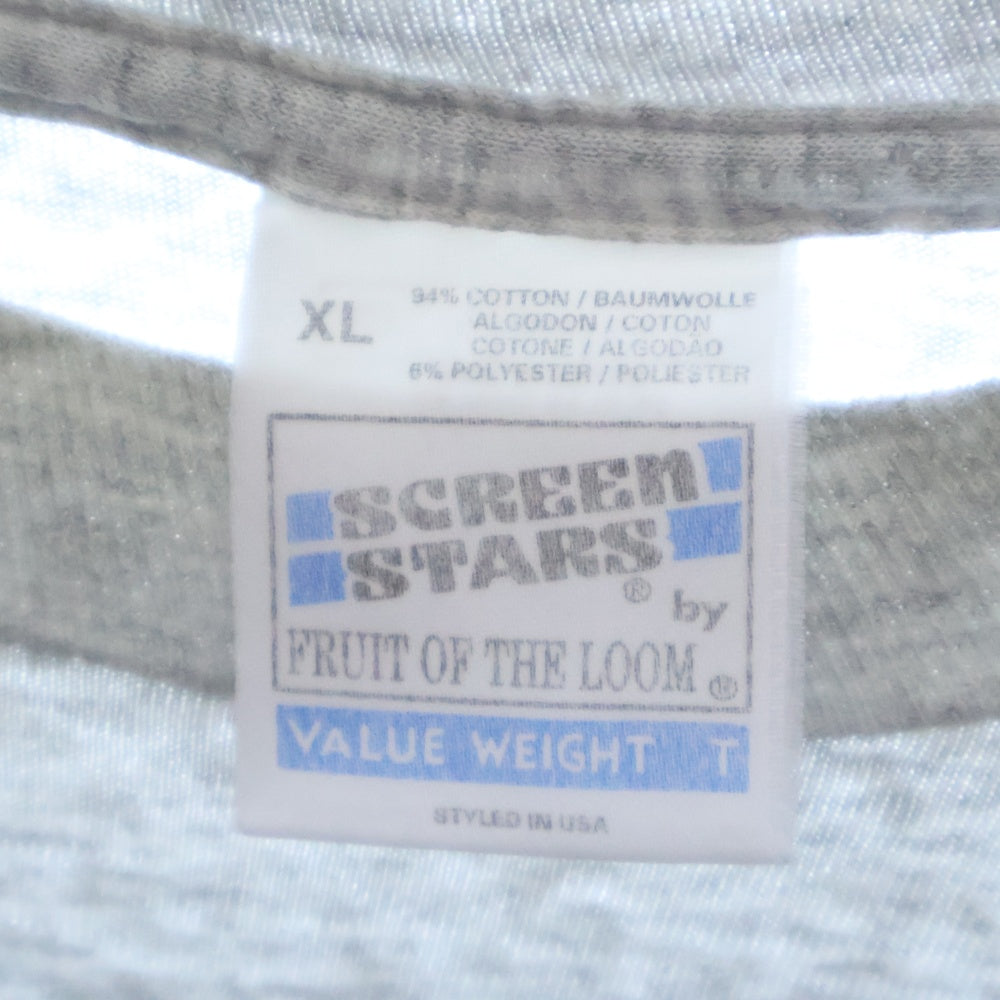 XL
94% COTTON / BAUMWOLLE
ALGODON / COTON
COTONE / ALGODÃO
6% POLYESTER / POLIESTER
SCREEN
STARS ®
by
FRUIT OF THE LOOM ®
VALUE WEIGHT T
STYLED IN USA